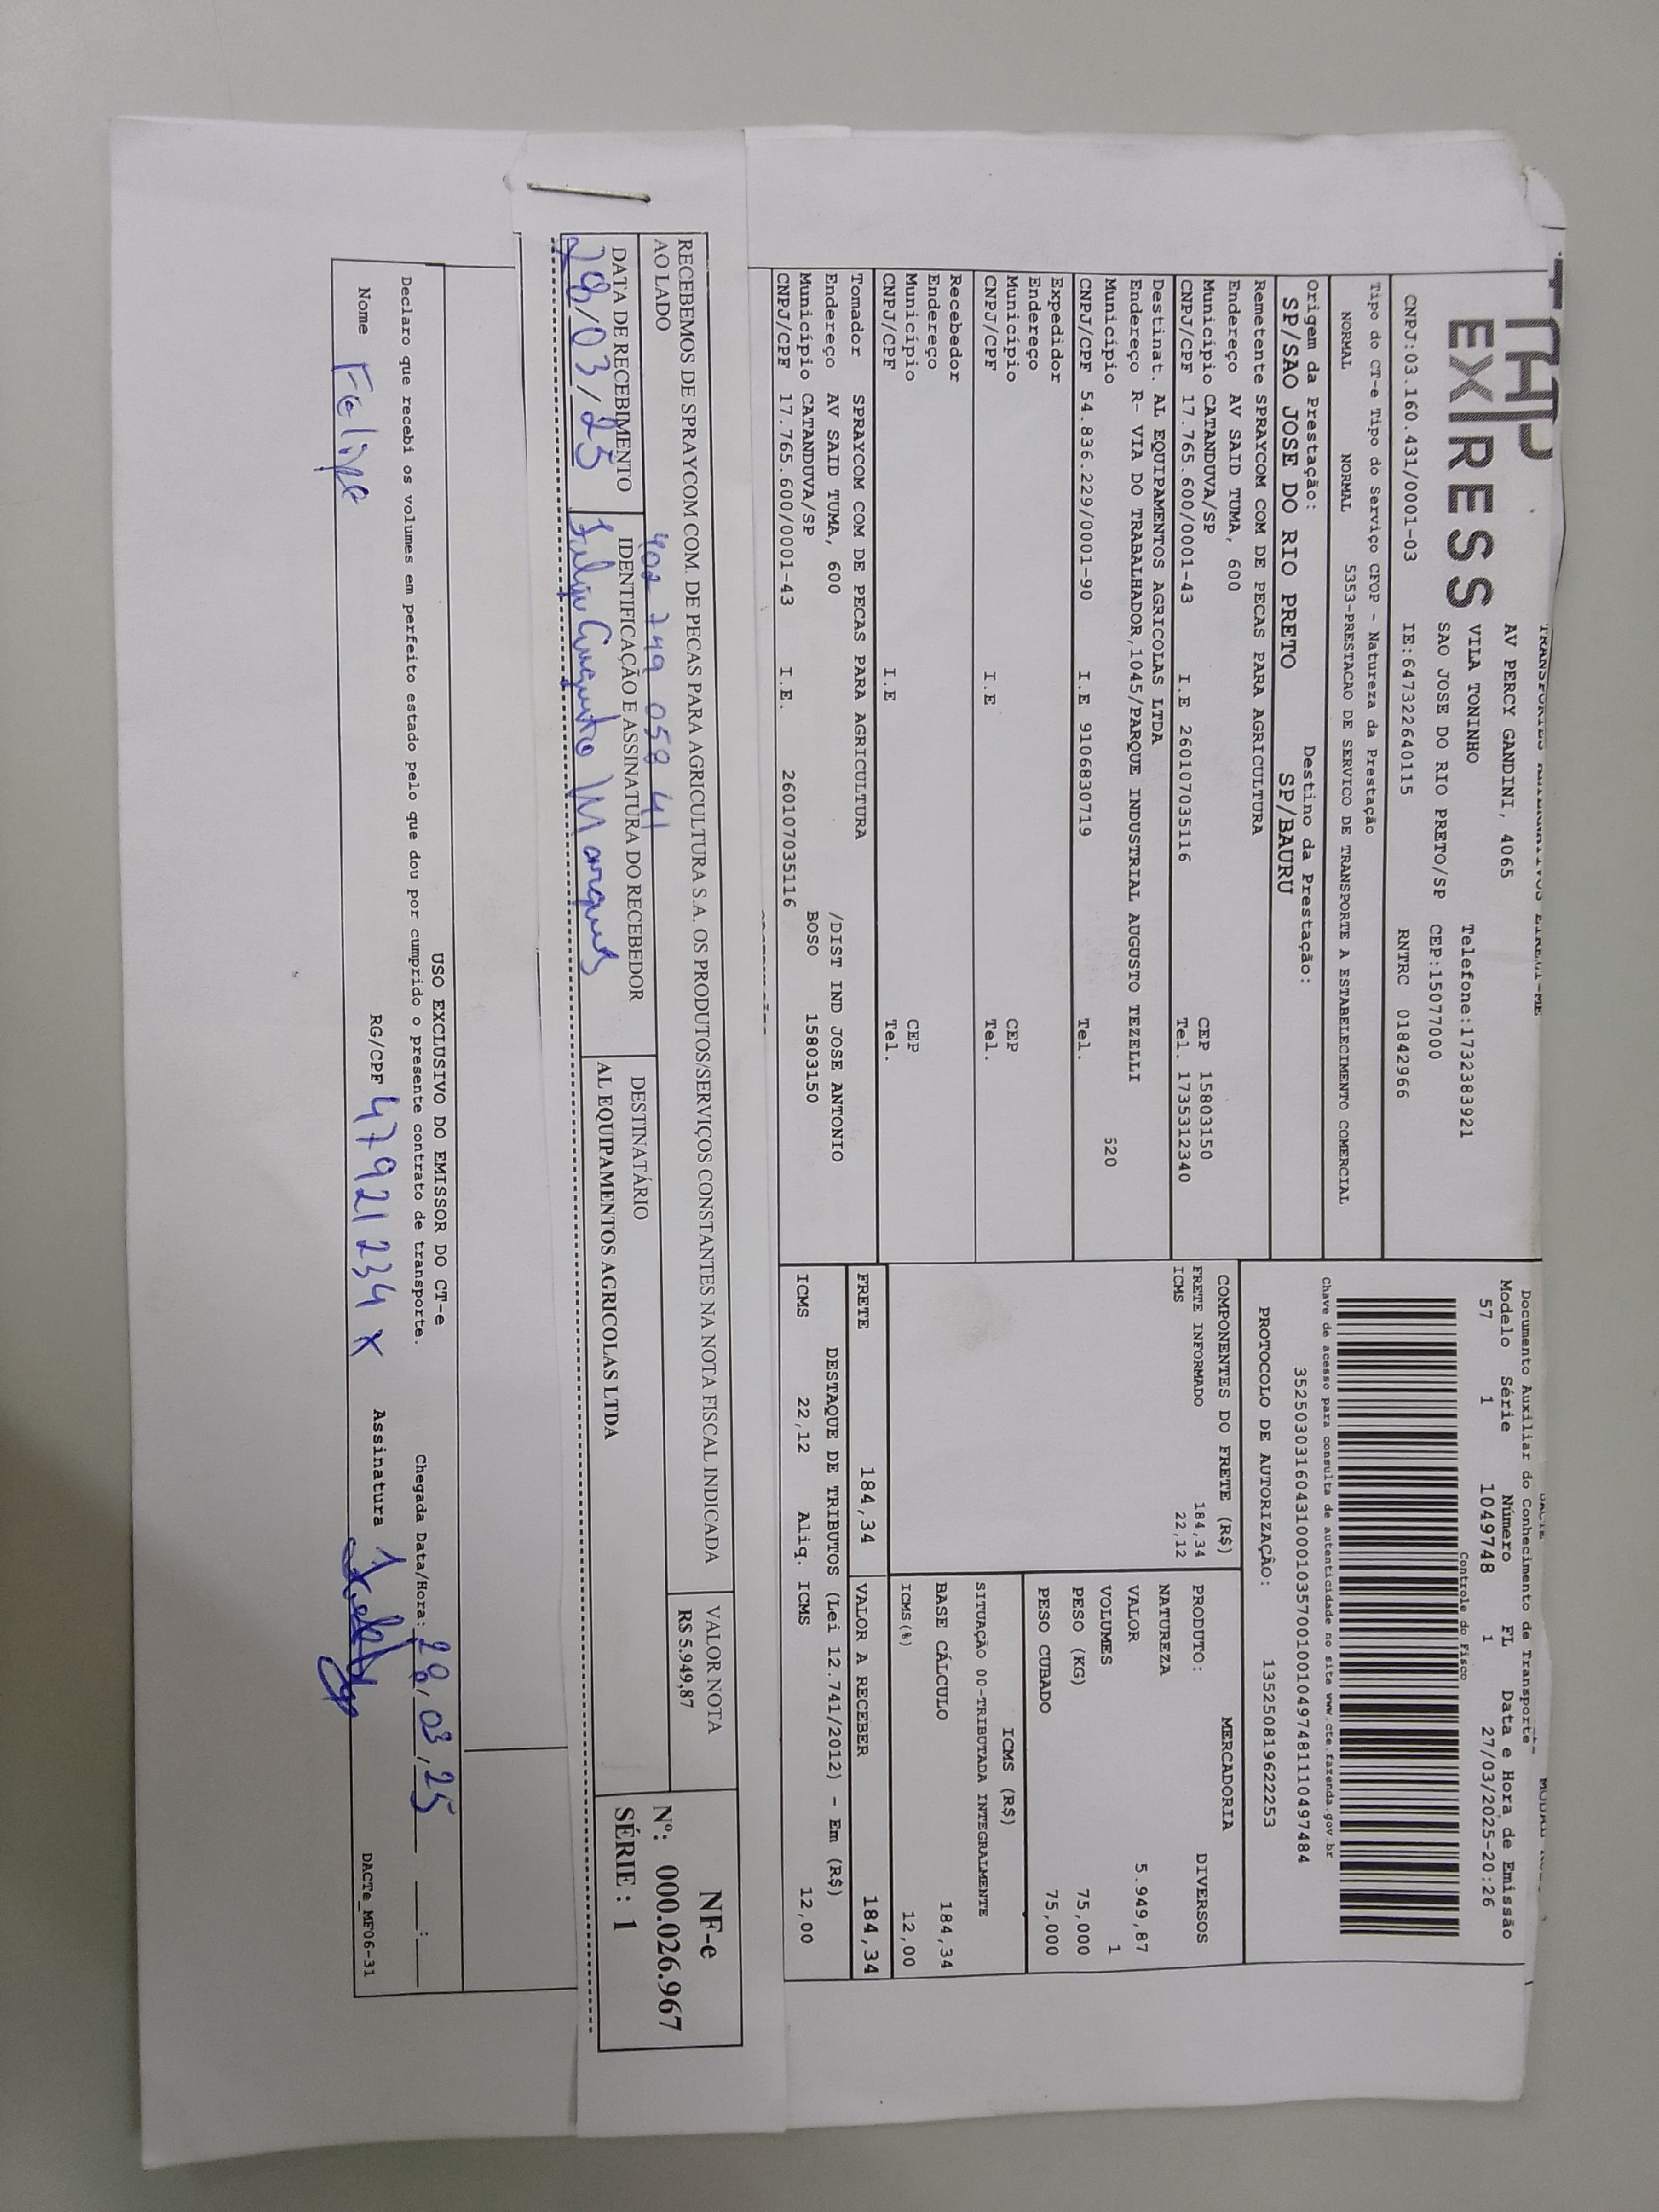 THP
EXPRESS
AV PERCY GANDINI, 4065
VILA TONINHO
SAO JOSE DO RIO PRETO/SP
Telefone:1732383921
CEP:15077000
CNPJ:03.160.431/0001-03 IE:647322640115 RNTRC 01842966
Documento Auxiliar do Conhecimento de Transporte
Modelo Série Número FL Data e Hora de Emissão
57 1 1049748 1 27/03/2025-20:26
Controle do Fisco
Chave de acesso para consulta de autenticidade no site www.cte.fazenda.gov.br
35250303160431000103570010010497481110497484
PROTOCOLO DE AUTORIZAÇÃO: 135250819622253
Tipo do CT-e Tipo do Serviço CFOP - Natureza da Prestação
NORMAL NORMAL 5353-PRESTACAO DE SERVICO DE TRANSPORTE A ESTABELECIMENTO COMERCIAL
Origem da Prestação: Destino da Prestação:
SP/SAO JOSE DO RIO PRETO SP/BAURU
Remetente SPRAYCOM COM DE PECAS PARA AGRICULTURA
Endereço AV SAID TUMA, 600
Município CATANDUVA/SP CEP 15803150
CNPJ/CPF 17.765.600/0001-43 I.E 260107035116 Tel. 1735312340
Destinat. AL EQUIPAMENTOS AGRICOLAS LTDA
Endereço R- VIA DO TRABALHADOR,1045/PARQUE INDUSTRIAL AUGUSTO TEZELLI
Município 520
CNPJ/CPF 54.836.229/0001-90 I.E 9106830719 Tel.
Expedidor
Endereço
Município CEP
CNPJ/CPF I.E Tel.
Recebedor
Endereço
Município CEP
CNPJ/CPF I.E Tel.
Tomador SPRAYCOM COM DE PECAS PARA AGRICULTURA
Endereço AV SAID TUMA, 600 /DIST IND JOSE ANTONIO
Município CATANDUVA/SP BOSO 15803150
CNPJ/CPF 17.765.600/0001-43 I.E. 260107035116
COMPONENTES DO FRETE (R$)
FRETE INFORMADO 184,34
ICMS 22,12
MERCADORIA
PRODUTO: DIVERSOS
NATUREZA
VALOR 5.949,87
VOLUMES 1
PESO (KG) 75,000
PESO CUBADO 75,000
ICMS (R$)
SITUAÇÃO 00-TRIBUTADA INTEGRALMENTE
BASE CÁLCULO 184,34
ICMS(%) 12,00
FRETE 184,34 VALOR A RECEBER 184,34
DESTAQUE DE TRIBUTOS (Lei 12.741/2012) - Em (R$)
ICMS 22,12 Aliq. ICMS 12,00
RECEBEMOS DE SPRAYCOM COM. DE PECAS PARA AGRICULTURA S.A. OS PRODUTOS/SERVIÇOS CONSTANTES NA NOTA FISCAL INDICADA
AO LADO
VALOR NOTA
R$ 5.949,87
NF-e
Nº: 000.026.967
SÉRIE : 1
402 749 058 41
DATA DE RECEBIMENTO IDENTIFICAÇÃO E ASSINATURA DO RECEBEDOR DESTINATÁRIO
28/03/25 Felipe Augusto Marques AL EQUIPAMENTOS AGRICOLAS LTDA
USO EXCLUSIVO DO EMISSOR DO CT-e
Declaro que recebi os volumes em perfeito estado pelo que dou por cumprido o presente contrato de transporte. Chegada Data/Hora: 28/03/25 :
Nome Felipe RG/CPF 47921234 X Assinatura
DACTe_MF06-31